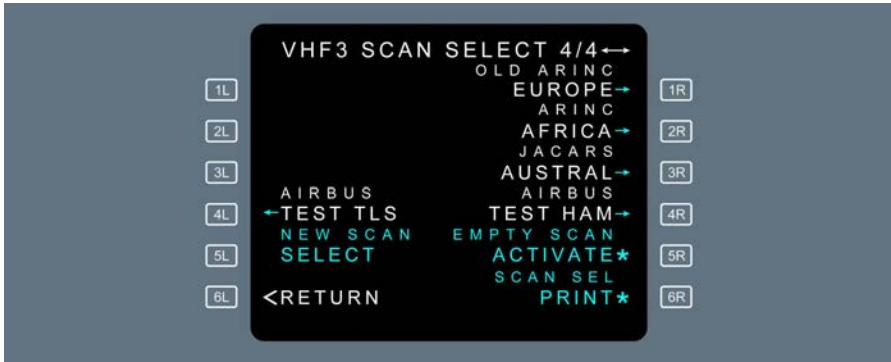 VHF3 SCAN SELECT 4/4↔
OLD ARINC
1L EUROPE→ 1R
ARINC
2L AFRICA→ 2R
JACARS
3L AUSTRAL→ 3R
AIRBUS AIRBUS
4L ←TEST TLS TEST HAM→ 4R
NEW SCAN EMPTY SCAN
5L SELECT ACTIVATE* 5R
SCAN SEL
6L <RETURN PRINT* 6R